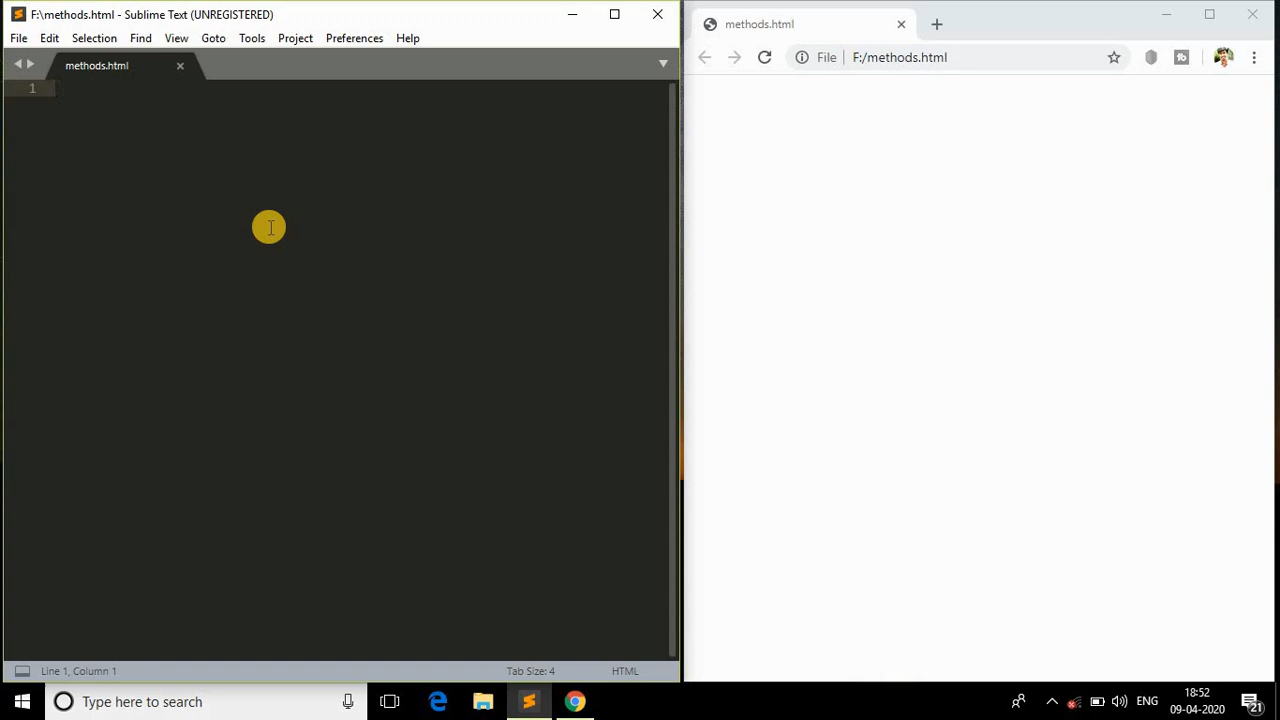 F:\methods.html - Sublime Text (UNREGISTERED)
File Edit Selection Find View Goto Tools Project Preferences Help
methods.html
1
Line 1, Column 1
Tab Size: 4
HTML
methods.html
File
F:/methods.html
Type here to search
ENG
18:52
09-04-2020
21